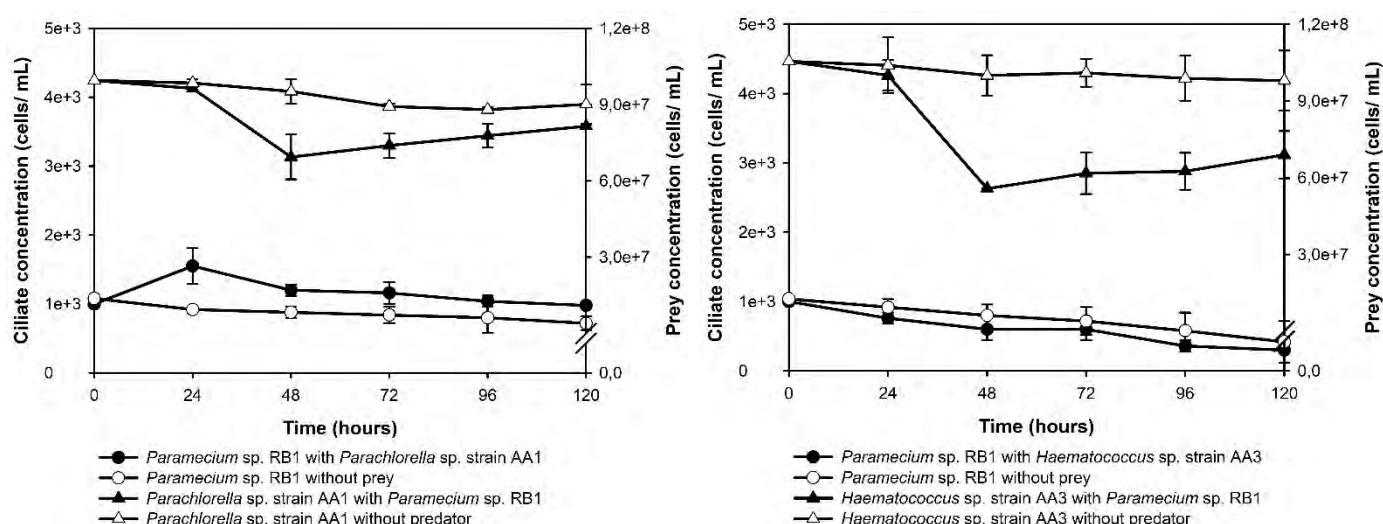 5e+3
4e+3
3e+3
2e+3
1e+3
0
Ciliate concentration (cells/ mL)
1,2e+8
9,0e+7
6,0e+7
3,0e+7
0,0
Prey concentration (cells/ mL)
0 24 48 72 96 120
Time (hours)
Paramecium sp. RB1 with Parachlorella sp. strain AA1
Paramecium sp. RB1 without prey
Parachlorella sp. strain AA1 with Paramecium sp. RB1
Parachlorella sp. strain AA1 without predator
5e+3
4e+3
3e+3
2e+3
1e+3
0
Ciliate concentration (cells/ mL)
1,2e+8
9,0e+7
6,0e+7
3,0e+7
0,0
Prey concentration (cells/ mL)
0 24 48 72 96 120
Time (hours)
Paramecium sp. RB1 with Haematococcus sp. strain AA3
Paramecium sp. RB1 without prey
Haematococcus sp. strain AA3 with Paramecium sp. RB1
Haematococcus sp. strain AA3 without predator